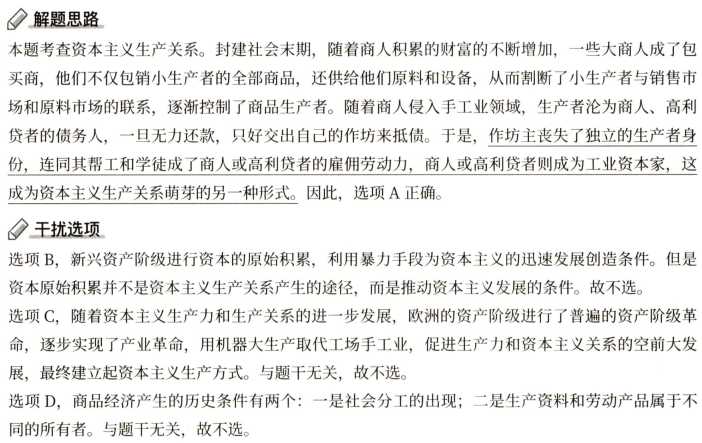 解题思路
本题考查资本主义生产关系。封建社会末期，随着商人积累的财富的不断增加，一些大商人成了包
买商，他们不仅包销小生产者的全部商品，还供给他们原料和设备，从而割断了小生产者与销售市
场和原料市场的联系，逐渐控制了商品生产者。随着商人侵入手工业领域，生产者沦为商人、高利
贷者的债务人，一旦无力还款，只好交出自己的作坊来抵债。于是，作坊主丧失了独立的生产者身
份，连同其帮工和学徒成了商人或高利贷者的雇佣劳动力，商人或高利贷者则成为工业资本家，这
成为资本主义生产关系萌芽的另一种形式。因此，选项 A 正确。
干扰选项
选项 B，新兴资产阶级进行资本的原始积累，利用暴力手段为资本主义的迅速发展创造条件。但是
资本原始积累并不是资本主义生产关系产生的途径，而是推动资本主义发展的条件。故不选。
选项 C，随着资本主义生产力和生产关系的进一步发展，欧洲的资产阶级进行了普遍的资产阶级革
命，逐步实现了产业革命，用机器大生产取代工场手工业，促进生产力和资本主义关系的空前大发
展，最终建立起资本主义生产方式。与题干无关，故不选。
选项 D，商品经济产生的历史条件有两个：一是社会分工的出现；二是生产资料和劳动产品属于不
同的所有者。与题干无关，故不选。